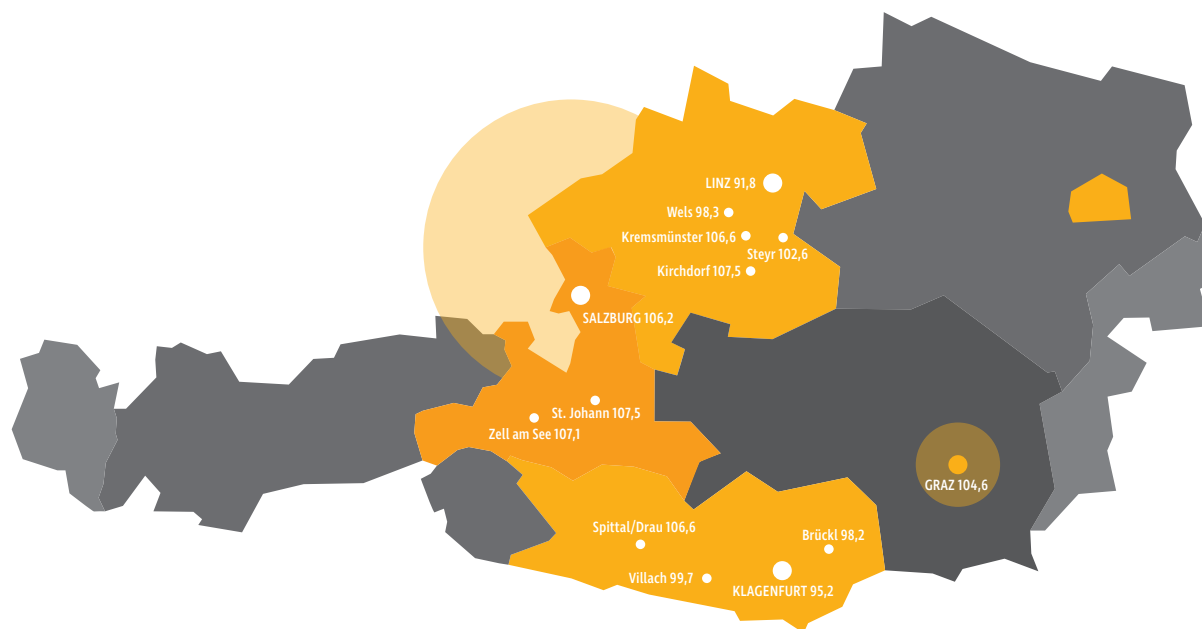 LINZ 91,8
Wels 98,3
Kremsmünster 106,6
Steyr 102,6
Kirchdorf 107,5
SALZBURG 106,2
St. Johann 107,5
Zell am See 107,1
GRAZ 104,6
Spittal/Drau 106,6
Brückl 98,2
Villach 99,7
KLAGENFURT 95,2